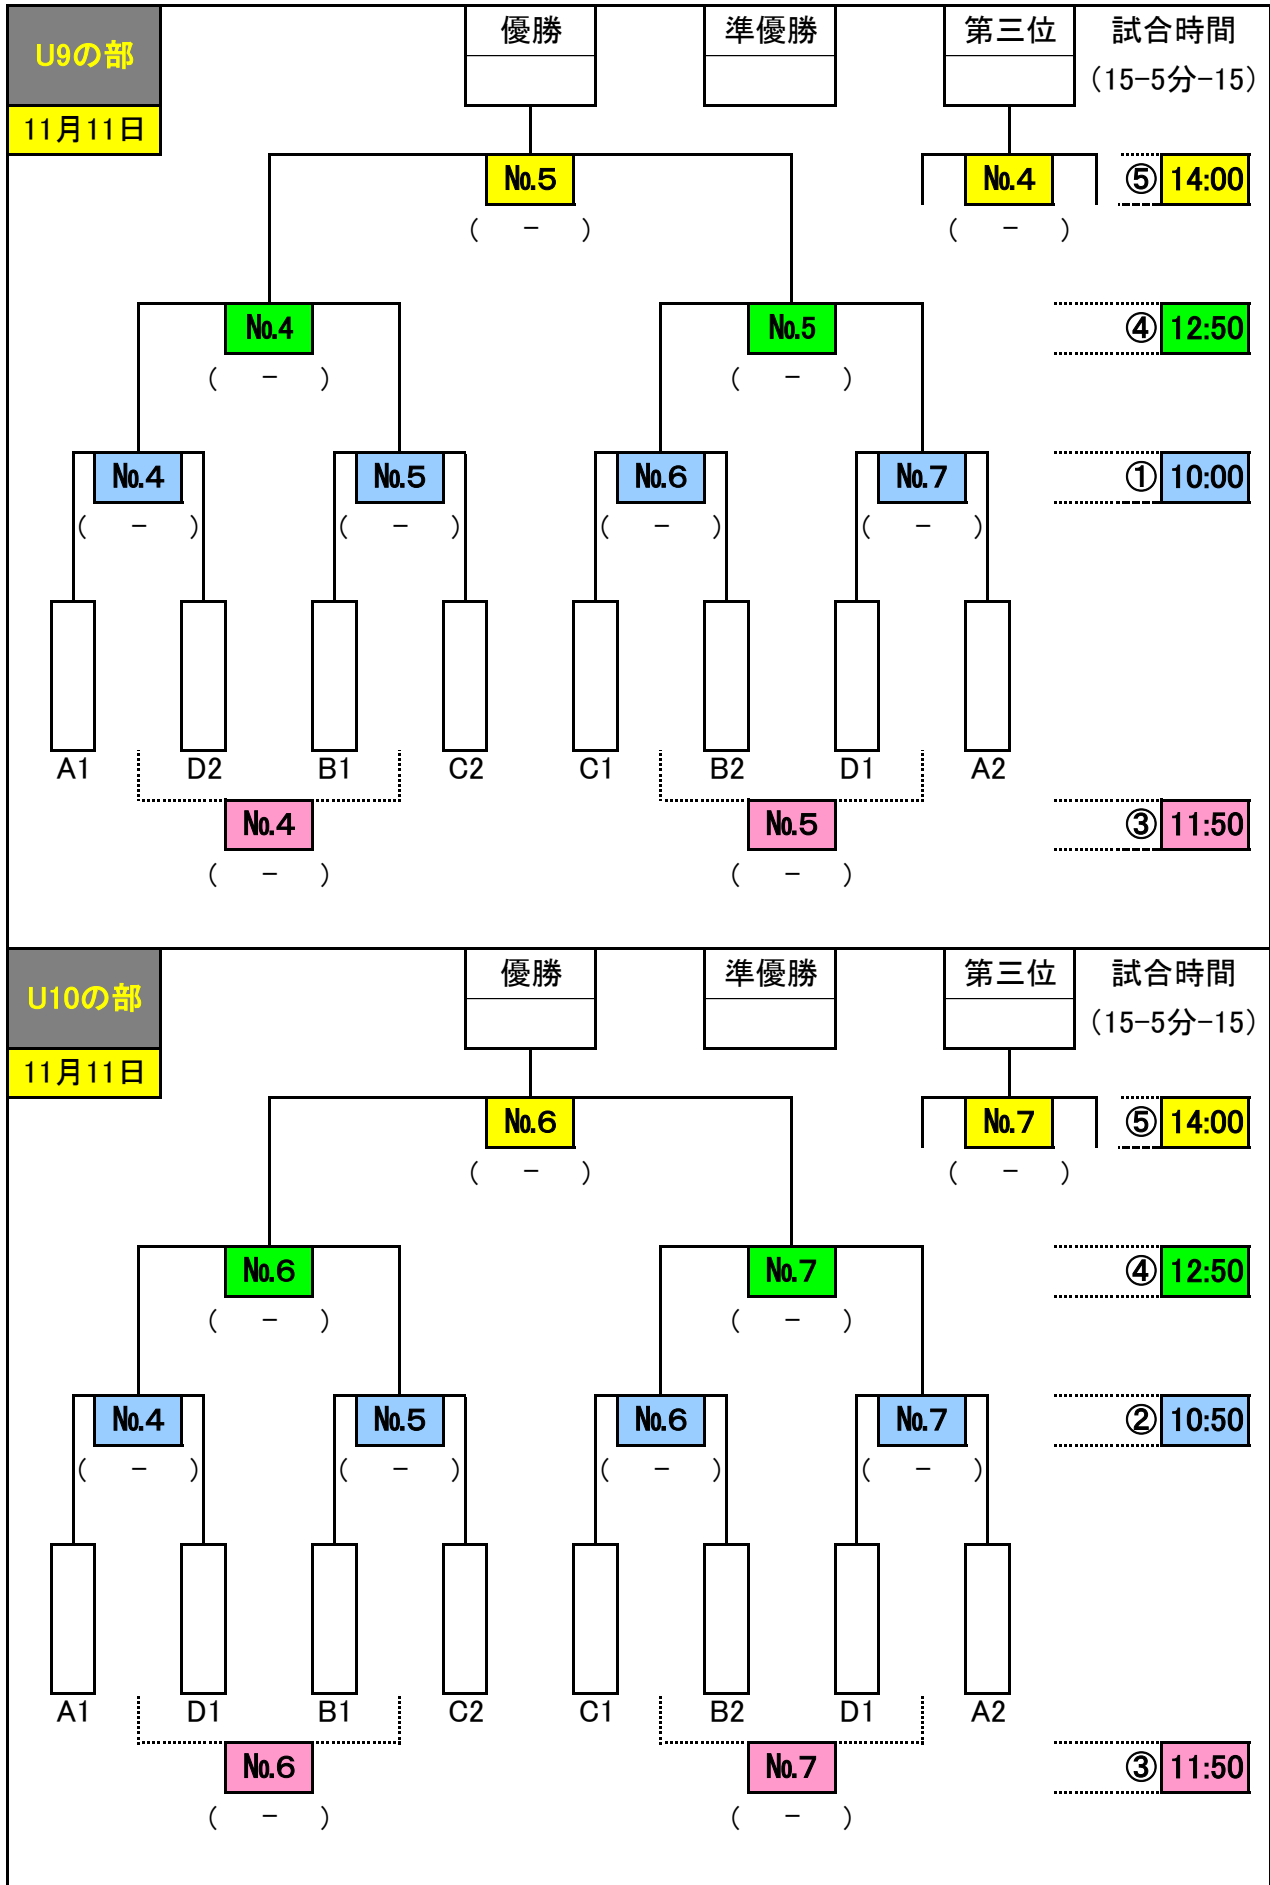 U9の部 優勝 準優勝 第三位 試合時間
(15-5分-15)
11月11日
№.5 №.4 ⑤ 14:00
( - ) ( - )
№.4 №.5 ④ 12:50
( - ) ( - )
№.4 №.5 №.6 №.7 ① 10:00
( - ) ( - ) ( - ) ( - )
A1 D2 B1 C2 C1 B2 D1 A2
№.4 №.5 ③ 11:50
( - ) ( - )
U10の部 優勝 準優勝 第三位 試合時間
(15-5分-15)
11月11日
№.6 №.7 ⑤ 14:00
( - ) ( - )
№.6 №.7 ④ 12:50
( - ) ( - )
№.4 №.5 №.6 №.7 ② 10:50
( - ) ( - ) ( - ) ( - )
A1 D1 B1 C2 C1 B2 D1 A2
№.6 №.7 ③ 11:50
( - ) ( - )